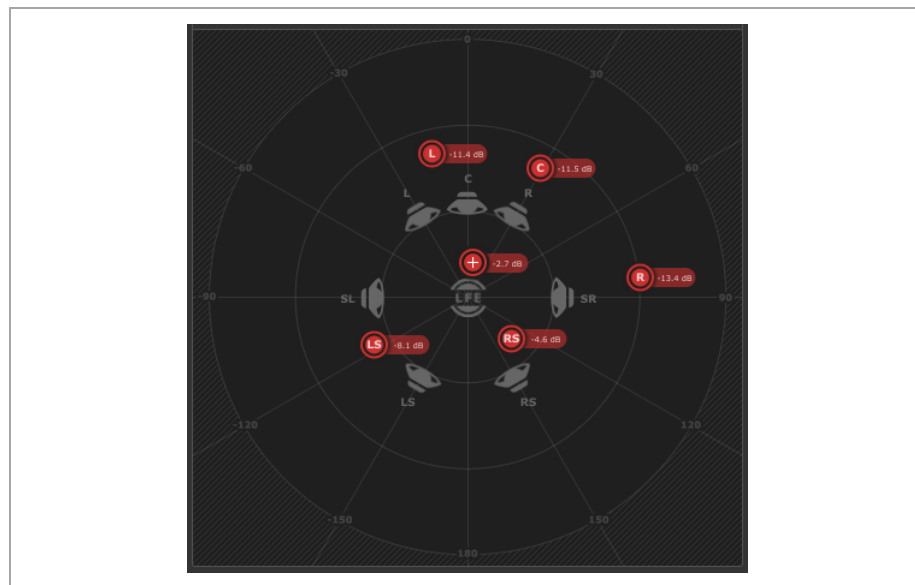 0
-30
30
L
-11.4 dB
C
-11.5 dB
-60
60
C
L
R
+
-2.7 dB
R
-13.4 dB
-90
SL
LFE
SR
90
RS
-4.6 dB
LS
-8.1 dB
LS
RS
-120
120
-150
150
180